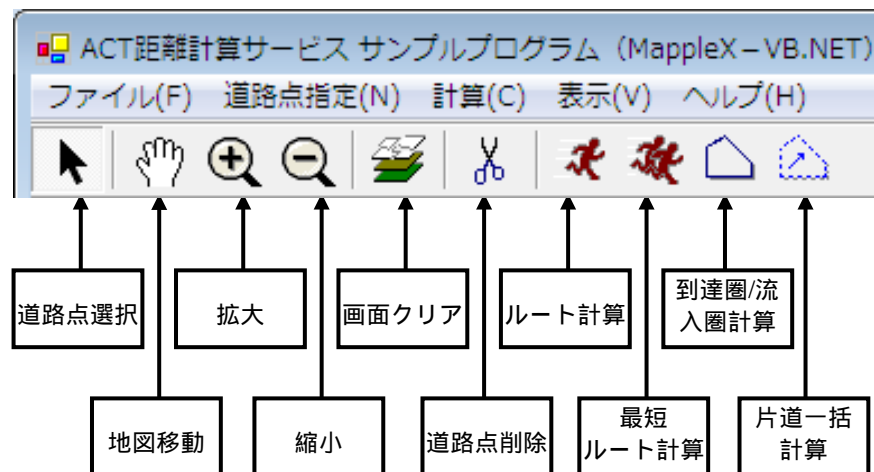 ACT距離計算サービス サンプルプログラム（MappleX－VB.NET）
ファイル(F) 道路点指定(N) 計算(C) 表示(V) ヘルプ(H)
道路点選択
拡大
画面クリア
ルート計算
到達圏/流
入圏計算
地図移動
縮小
道路点削除
最短
ルート計算
片道一括
計算